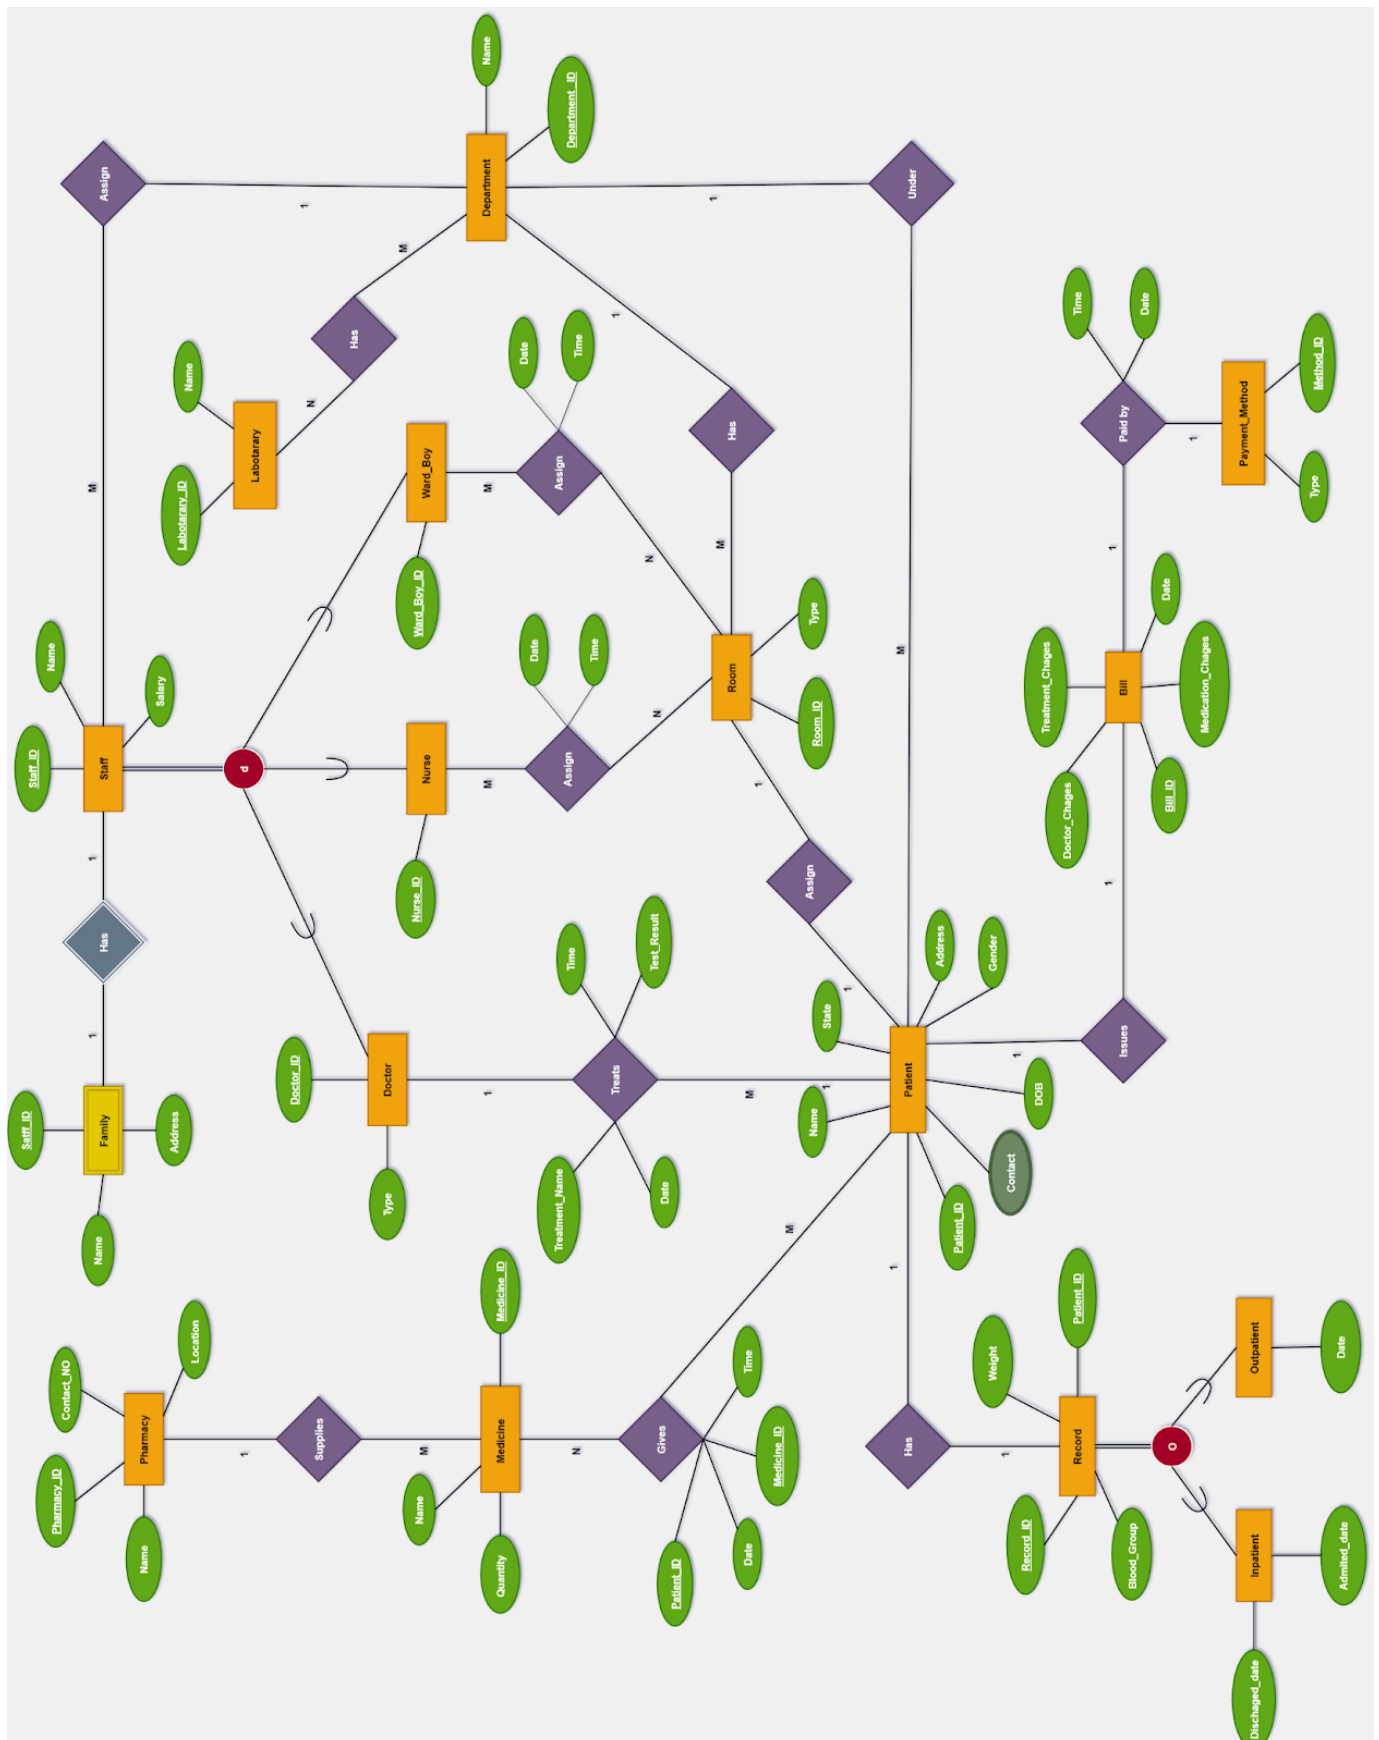 Pharmacy_ID
Contact_NO
Name
Pharmacy
Location
1
Supplies
M
Name
Medicine
Medicine_ID
Quantity
N
Gives
Patient_ID
Date
Medicine_ID
Time
M
Satff_ID
Name
Family
Address
1
Has
1
Staff_ID
Name
Staff
Salary
M
Assign
1
d
Doctor_ID
Doctor
Type
1
Treats
Time
Test_Result
Treatment_Name
Date
M
1
Nurse
Nurse_ID
M
Assign
Date
Time
N
Ward_Boy
Ward_Boy_ID
M
Assign
Date
Time
N
Labotarary_ID
Name
Labotarary
N
Has
M
Name
Department_ID
Department
1
Has
M
1
Under
M
Room
Room_ID
Type
1
Assign
1
Patient
Name
State
Address
Gender
DOB
Contact
Patient_ID
1
Has
1
Record
Weight
Patient_ID
Record_ID
Blood_Group
O
Inpatient
Dischaged_date
Admited_date
Outpatient
Date
1
Issues
1
Bill
Doctor_Chages
Treatment_Chages
Bill_ID
Medication_Chages
Date
1
Paid by
Time
Date
1
Payment_Method
Type
Method_ID